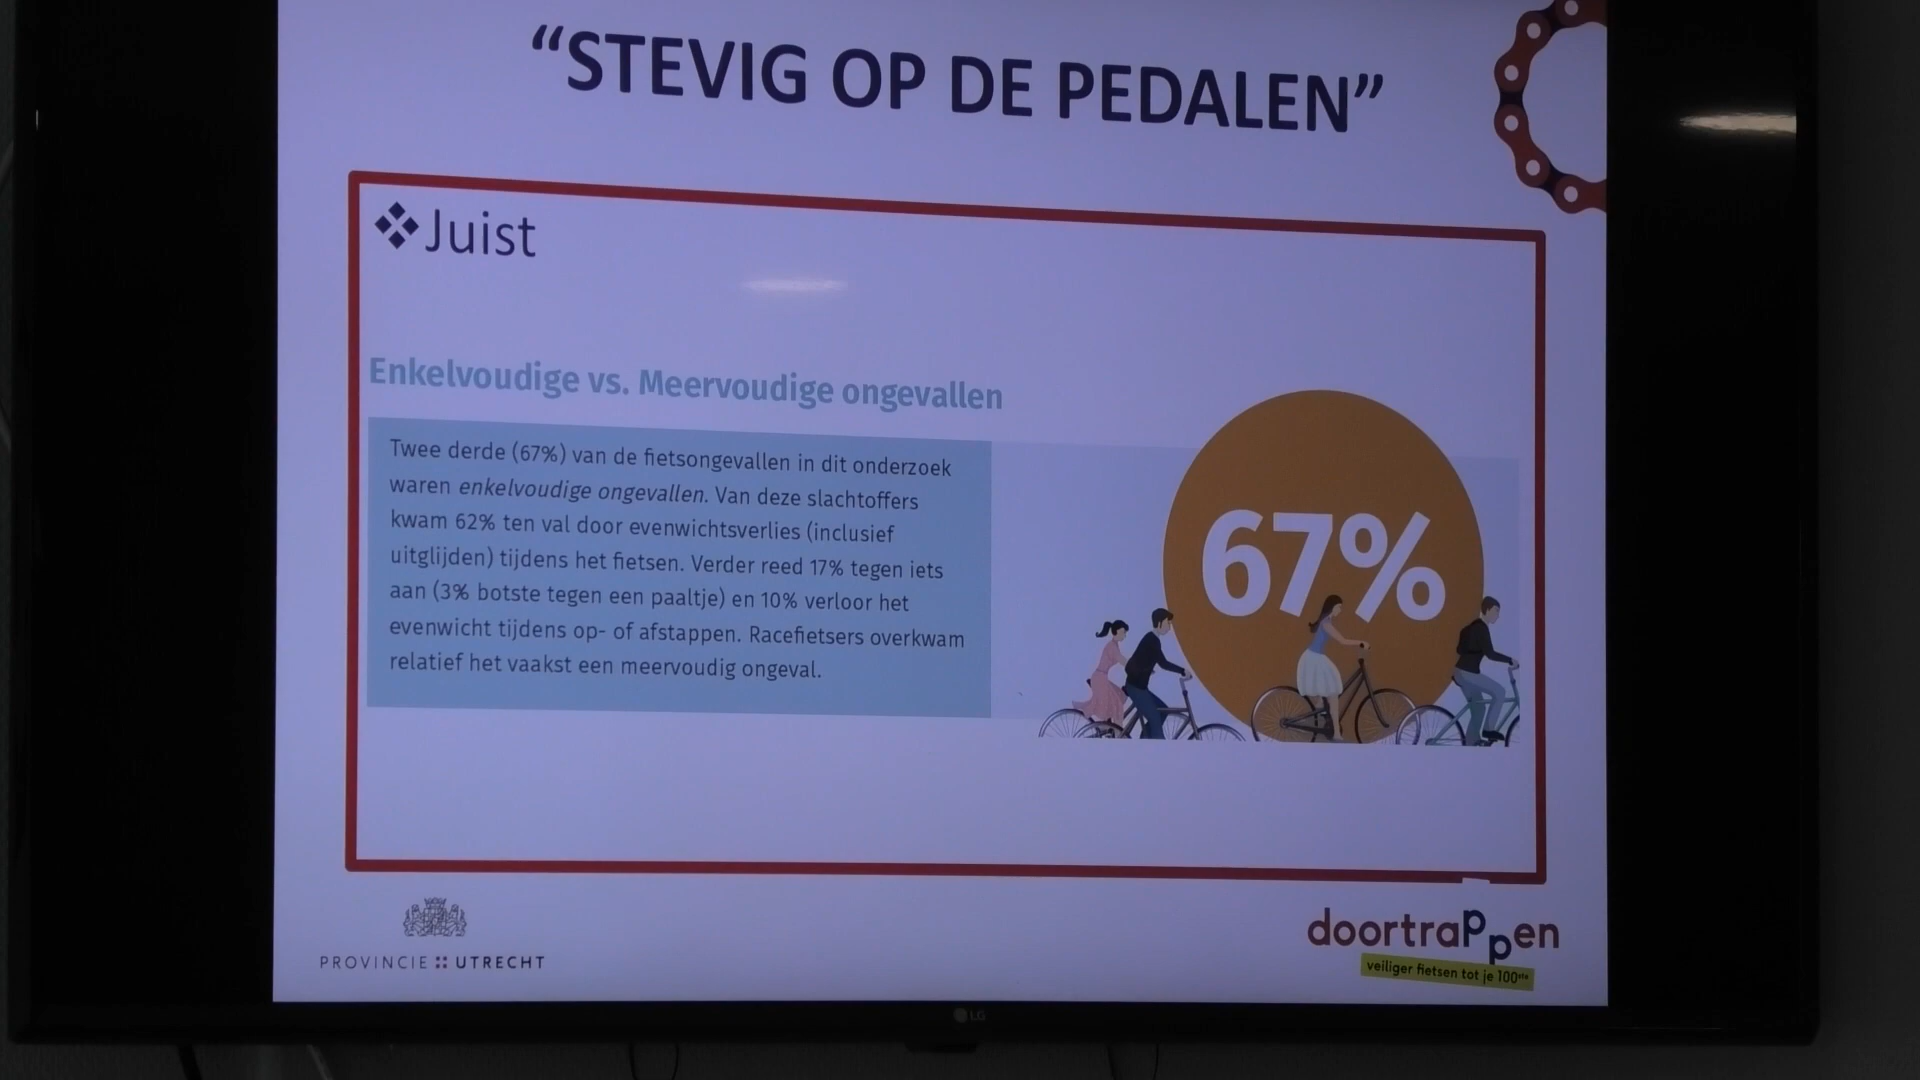 “STEVIG OP DE PEDALEN”
❖Juist
Enkelvoudige vs. Meervoudige ongevallen
Twee derde (67%) van de fietsongevallen in dit onderzoek
waren enkelvoudige ongevallen. Van deze slachtoffers
kwam 62% ten val door evenwichtsverlies (inclusief
uitglijden) tijdens het fietsen. Verder reed 17% tegen iets
aan (3% botste tegen een paaltje) en 10% verloor het
evenwicht tijdens op- of afstappen. Racefietsers overkwam
relatief het vaakst een meervoudig ongeval.
67%
PROVINCIE :: UTRECHT
doortrappen
veiliger fietsen tot je 100ste
LG